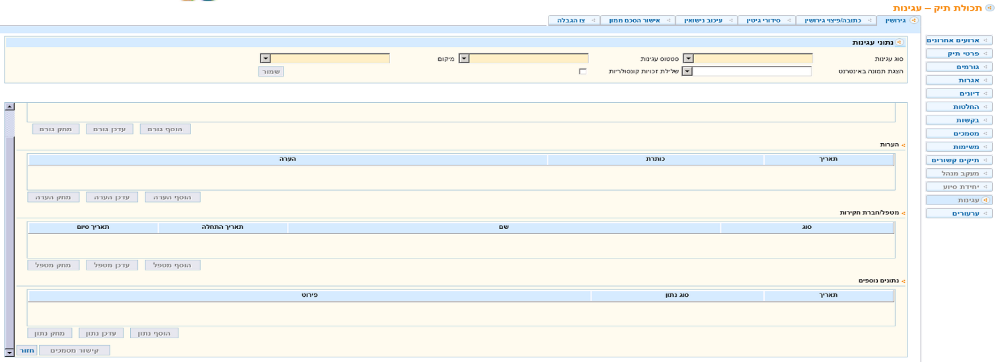 תכולת תיק – עגינות
גירושין כתובה/פיצוי גירושין סידורי גיטין עיכוב נישואין אישור הסכם ממון צו הגבלה
ארועים אחרונים
פרטי תיק
גורמים
אגרות
דיונים
החלטות
בקשות
מסמכים
משימות
תיקים קשורים
מעקב מנהל
יחידת סיוע
עגינות
ערעורים
נתוני עגינות
סוג עגינות סטטוס עגינות מיקום
הצגת תמונה באינטרנט שלילת זכויות קונסולריות שמור
הוסף גורם עדכן גורם מחק גורם
הערות
תאריך כותרת הערה
הוסף הערה עדכן הערה מחק הערה
מטפל/חברת חקירות
סוג שם תאריך התחלה תאריך סיום
הוסף מטפל עדכן מטפל מחק מטפל
נתונים נוספים
תאריך סוג נתון פירוט
הוסף נתון עדכן נתון מחק נתון
קישור מסמכים חזור